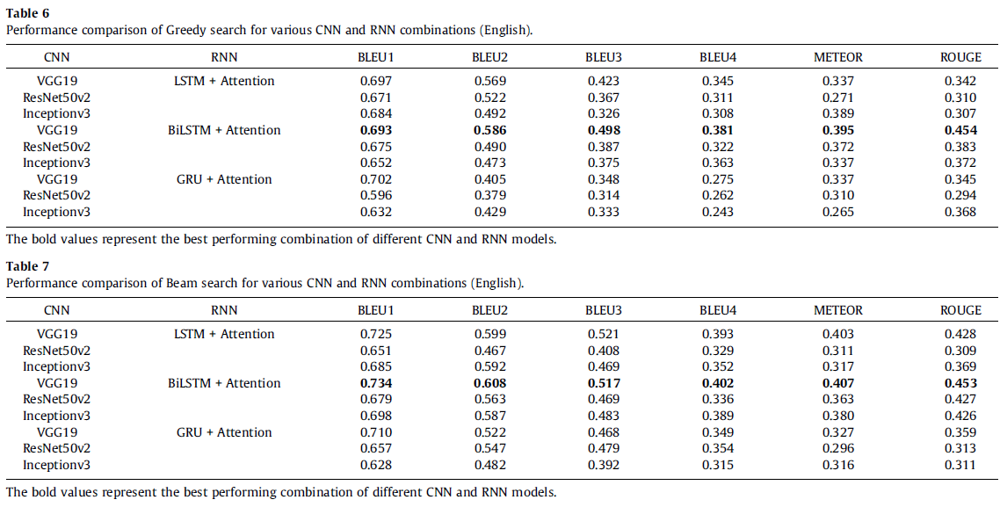 Table 6
Performance comparison of Greedy search for various CNN and RNN combinations (English).
CNN RNN BLEU1 BLEU2 BLEU3 BLEU4 METEOR ROUGE
VGG19 LSTM + Attention 0.697 0.569 0.423 0.345 0.337 0.342
ResNet50v2 0.671 0.522 0.367 0.311 0.271 0.310
Inceptionv3 0.684 0.492 0.326 0.308 0.389 0.307
VGG19 BiLSTM + Attention 0.693 0.586 0.498 0.381 0.395 0.454
ResNet50v2 0.675 0.490 0.387 0.322 0.372 0.383
Inceptionv3 0.652 0.473 0.375 0.363 0.337 0.372
VGG19 GRU + Attention 0.702 0.405 0.348 0.275 0.337 0.345
ResNet50v2 0.596 0.379 0.314 0.262 0.310 0.294
Inceptionv3 0.632 0.429 0.333 0.243 0.265 0.368
The bold values represent the best performing combination of different CNN and RNN models.
Table 7
Performance comparison of Beam search for various CNN and RNN combinations (English).
CNN RNN BLEU1 BLEU2 BLEU3 BLEU4 METEOR ROUGE
VGG19 LSTM + Attention 0.725 0.599 0.521 0.393 0.403 0.428
ResNet50v2 0.651 0.467 0.408 0.329 0.311 0.309
Inceptionv3 0.685 0.592 0.469 0.352 0.317 0.369
VGG19 BiLSTM + Attention 0.734 0.608 0.517 0.402 0.407 0.453
ResNet50v2 0.679 0.563 0.469 0.336 0.363 0.427
Inceptionv3 0.698 0.587 0.483 0.389 0.380 0.426
VGG19 GRU + Attention 0.710 0.522 0.468 0.349 0.327 0.359
ResNet50v2 0.657 0.547 0.479 0.354 0.296 0.313
Inceptionv3 0.628 0.482 0.392 0.315 0.316 0.311
The bold values represent the best performing combination of different CNN and RNN models.